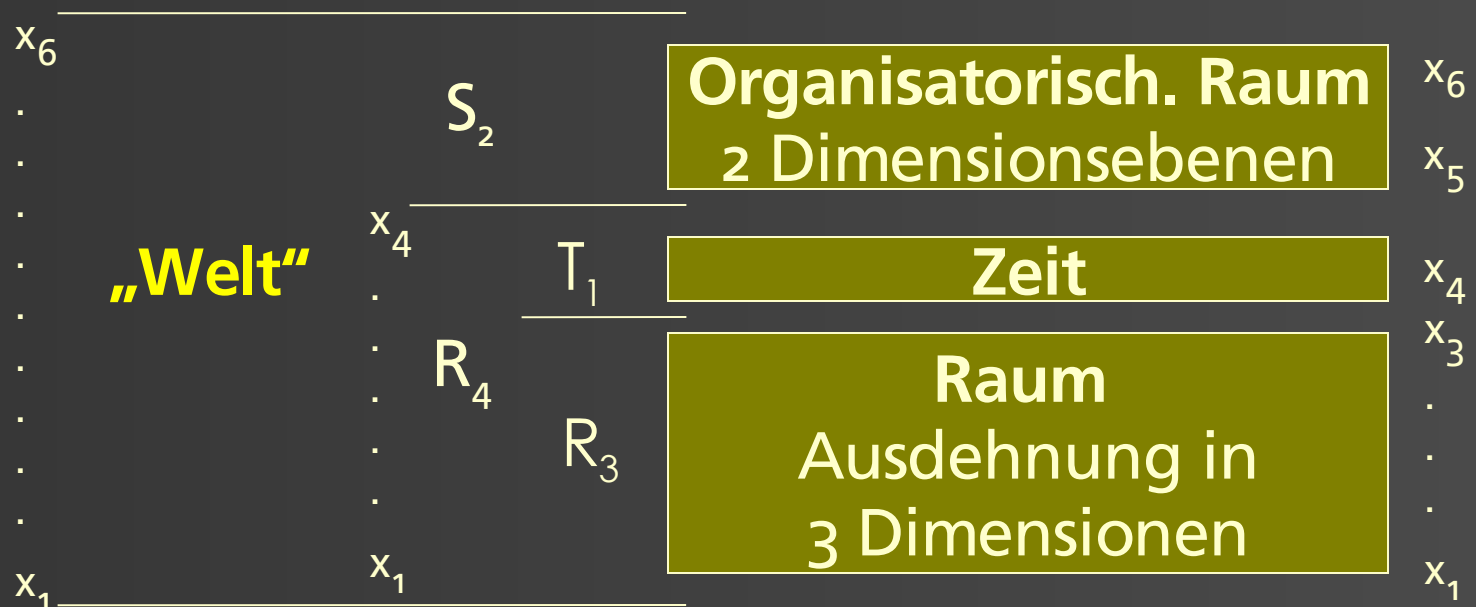 x₆
S₂
Organisatorisch. Raum
2 Dimensionsebenen
x₆
x₅
„Welt“
x₄
T₁
Zeit
x₄
R₄
R₃
Raum
Ausdehnung in
3 Dimensionen
x₃
.
.
.
x₁
.
.
.
.
.
x₁
.
.
.
.
.
.
.
.
.
x₁